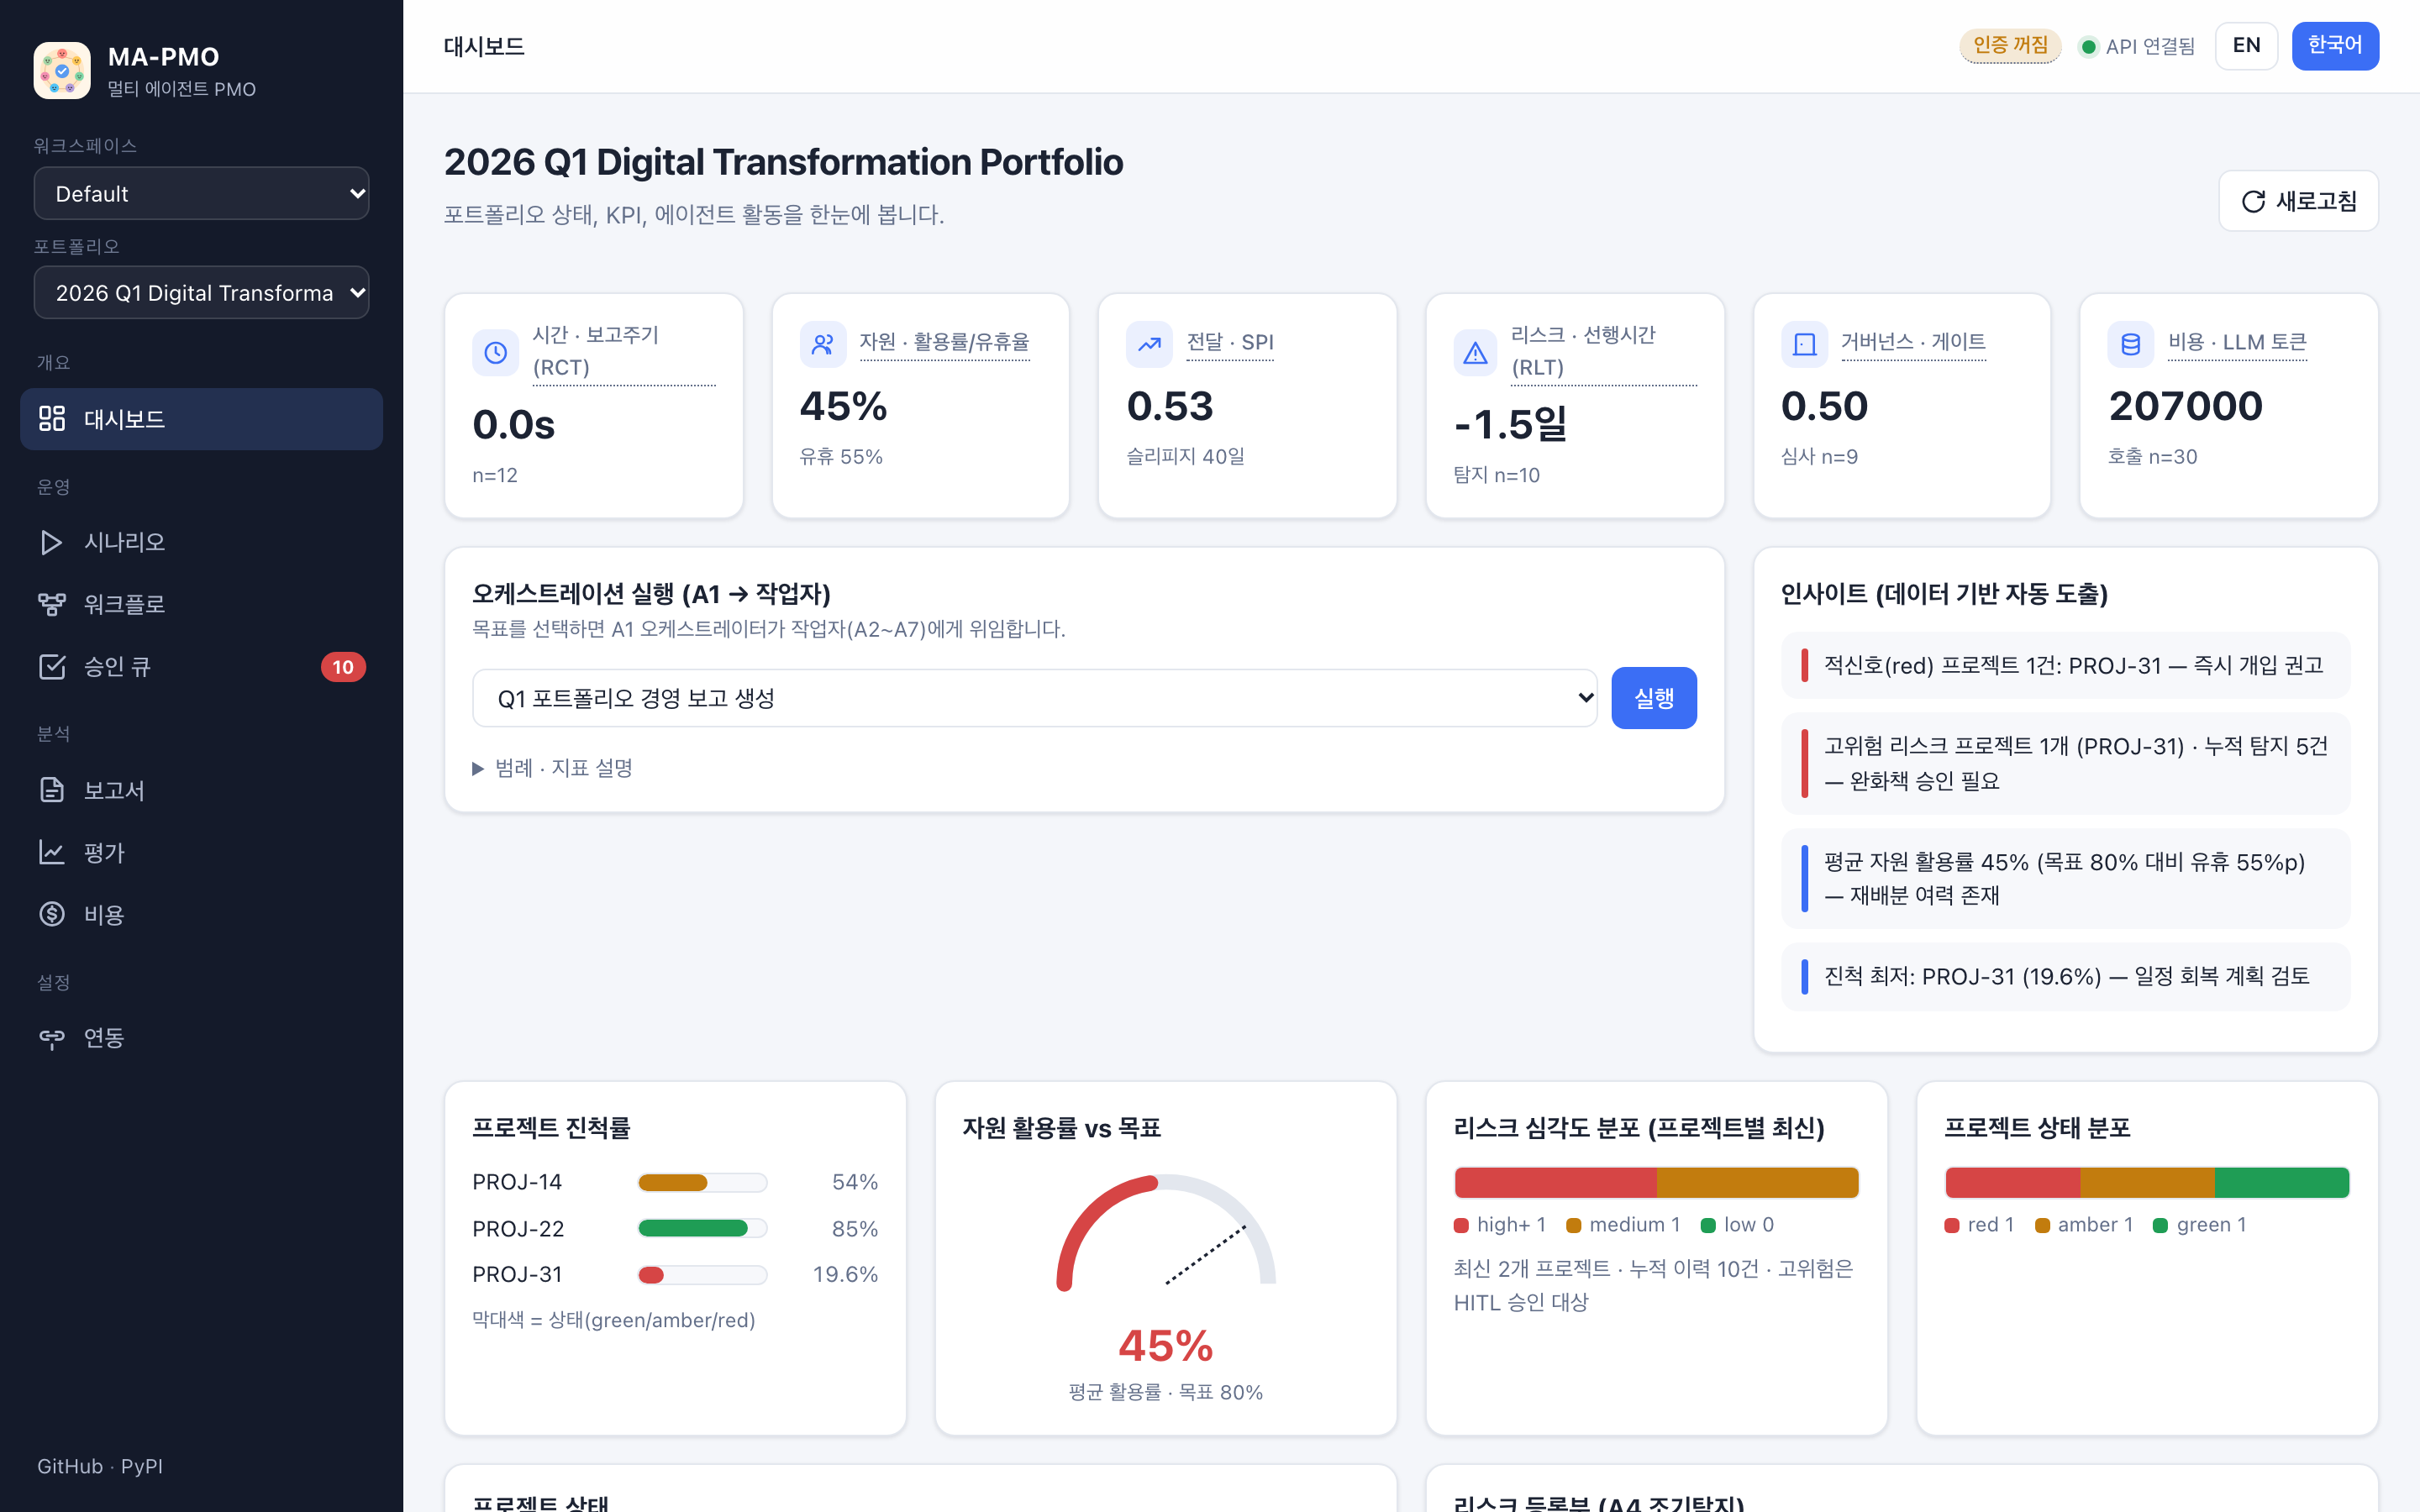 MA-PMO
멀티 에이전트 PMO
워크스페이스
Default
포트폴리오
2026 Q1 Digital Transforma
개요
대시보드
운영
시나리오
워크플로
승인 큐
10
분석
보고서
평가
비용
설정
연동
GitHub · PyPI
대시보드
인증 꺼짐
API 연결됨
EN
한국어
2026 Q1 Digital Transformation Portfolio
포트폴리오 상태, KPI, 에이전트 활동을 한눈에 봅니다.
새로고침
시간 · 보고주기
(RCT)
0.0s
n=12
자원 · 활용률/유휴율
45%
유휴 55%
전달 · SPI
0.53
슬리피지 40일
리스크 · 선행시간
(RLT)
-1.5일
탐지 n=10
거버넌스 · 게이트
0.50
심사 n=9
비용 · LLM 토큰
207000
호출 n=30
오케스트레이션 실행 (A1 → 작업자)
목표를 선택하면 A1 오케스트레이터가 작업자(A2~A7)에게 위임합니다.
Q1 포트폴리오 경영 보고 생성
실행
범례 · 지표 설명
인사이트 (데이터 기반 자동 도출)
적신호(red) 프로젝트 1건: PROJ-31 — 즉시 개입 권고
고위험 리스크 프로젝트 1개 (PROJ-31) · 누적 탐지 5건
— 완화책 승인 필요
평균 자원 활용률 45% (목표 80% 대비 유휴 55%p)
— 재배분 여력 존재
진척 최저: PROJ-31 (19.6%) — 일정 회복 계획 검토
프로젝트 진척률
PROJ-14 54%
PROJ-22 85%
PROJ-31 19.6%
막대색 = 상태(green/amber/red)
자원 활용률 vs 목표
45%
평균 활용률 · 목표 80%
리스크 심각도 분포 (프로젝트별 최신)
high+ 1 medium 1 low 0
최신 2개 프로젝트 · 누적 이력 10건 · 고위험은
HITL 승인 대상
프로젝트 상태 분포
red 1 amber 1 green 1
프로젝트 상태
리스크 등록부 (A4 조기탐지)